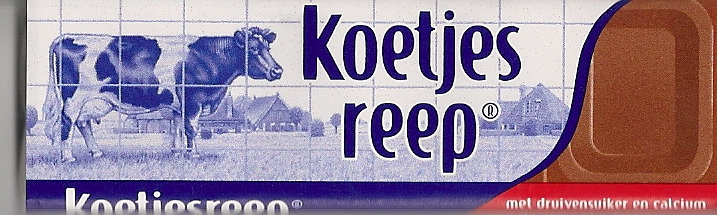 Koetjes
reep®
Koetjesreep®
met druivensuiker en calcium